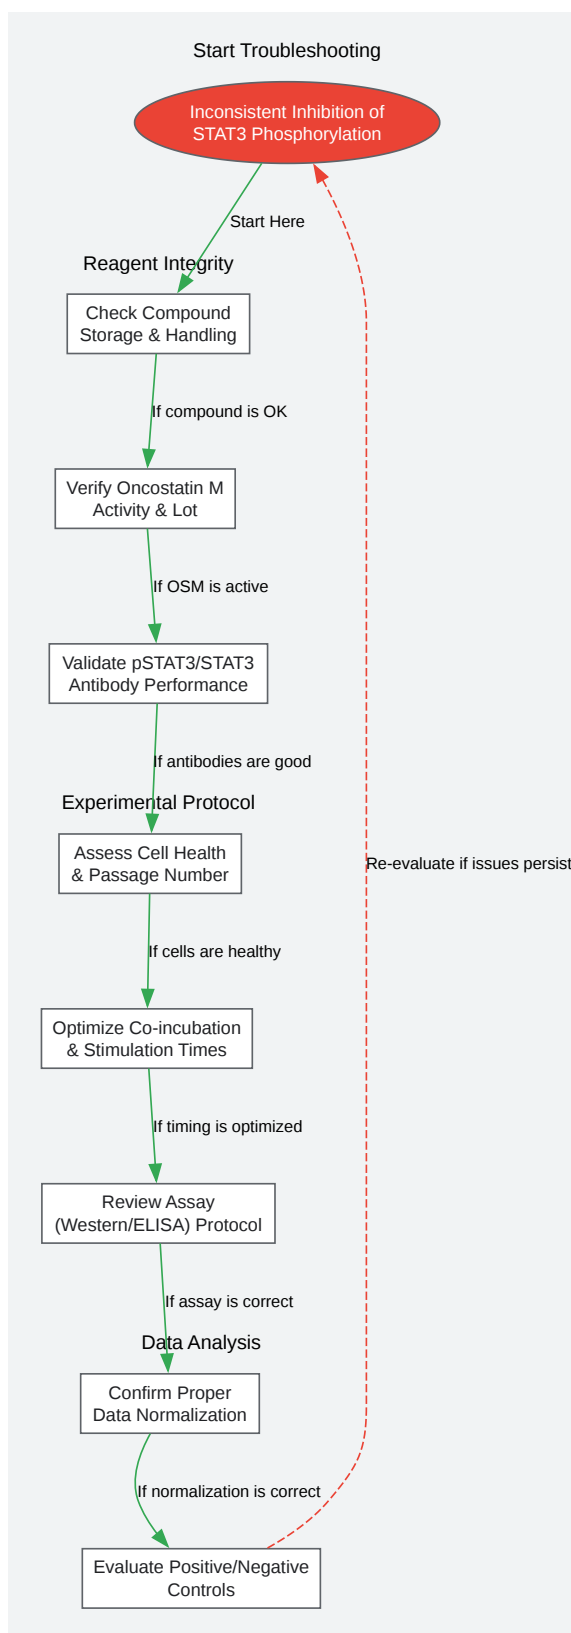 Start Troubleshooting
Inconsistent Inhibition of
STAT3 Phosphorylation
Start Here
Reagent Integrity
Check Compound
Storage & Handling
If compound is OK
Verify Oncostatin M
Activity & Lot
If OSM is active
Validate pSTAT3/STAT3
Antibody Performance
If antibodies are good
Experimental Protocol
Assess Cell Health
& Passage Number
Re-evaluate if issues persist
If cells are healthy
Optimize Co-incubation
& Stimulation Times
If timing is optimized
Review Assay
(Western/ELISA) Protocol
If assay is correct
Data Analysis
Confirm Proper
Data Normalization
If normalization is correct
Evaluate Positive/Negative
Controls